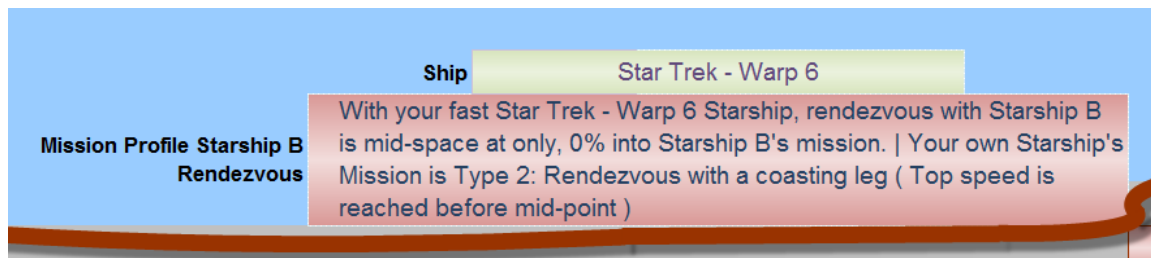 Ship Star Trek - Warp 6
With your fast Star Trek - Warp 6 Starship, rendezvous with Starship B
Mission Profile Starship B is mid-space at only, 0% into Starship B's mission. | Your own Starship's
Rendezvous Mission is Type 2: Rendezvous with a coasting leg ( Top speed is
reached before mid-point )